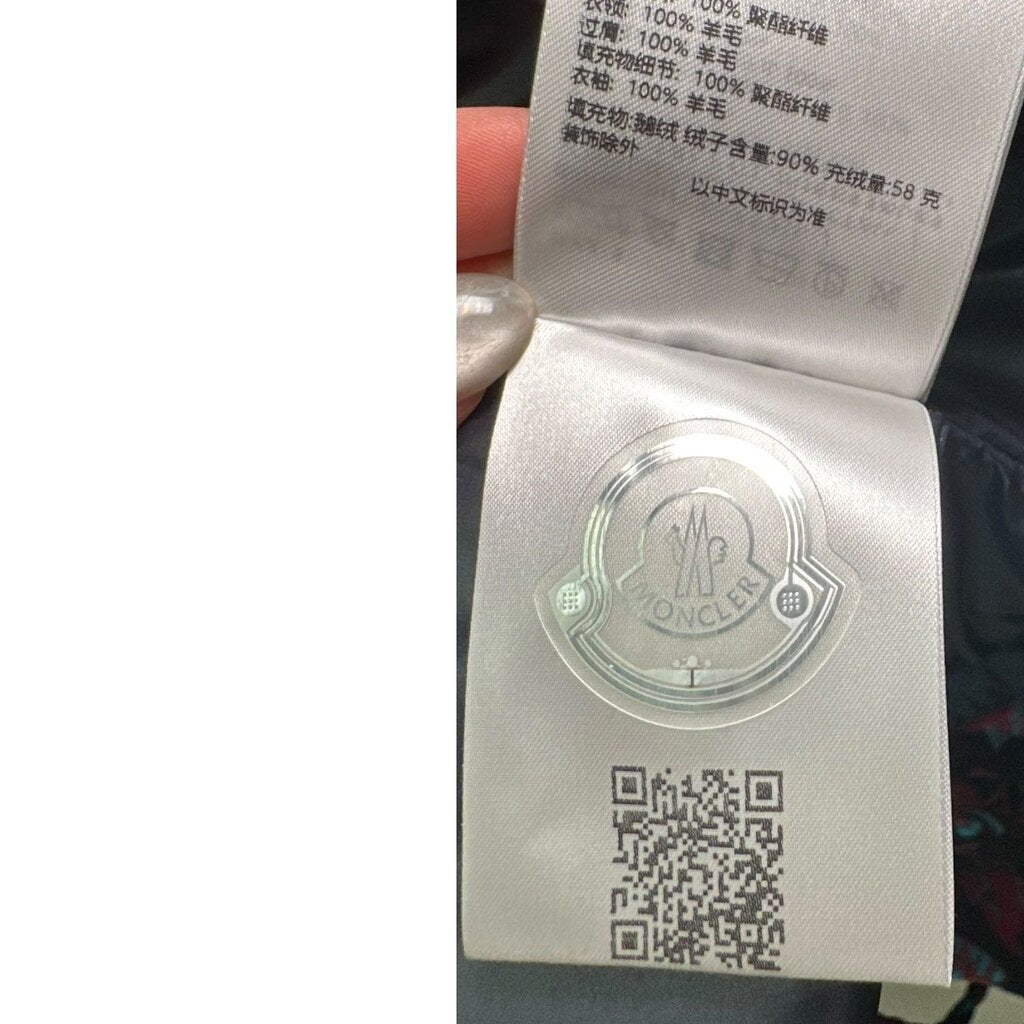 100% 聚酯纤维
衣领: 100% 羊毛
过肩: 100% 羊毛
填充物细节: 100% 聚酯纤维
衣袖: 100% 羊毛
填充物:鹅绒 绒子含量:90% 充绒量:58 克
装饰除外
以中文标识为准
MONCLER